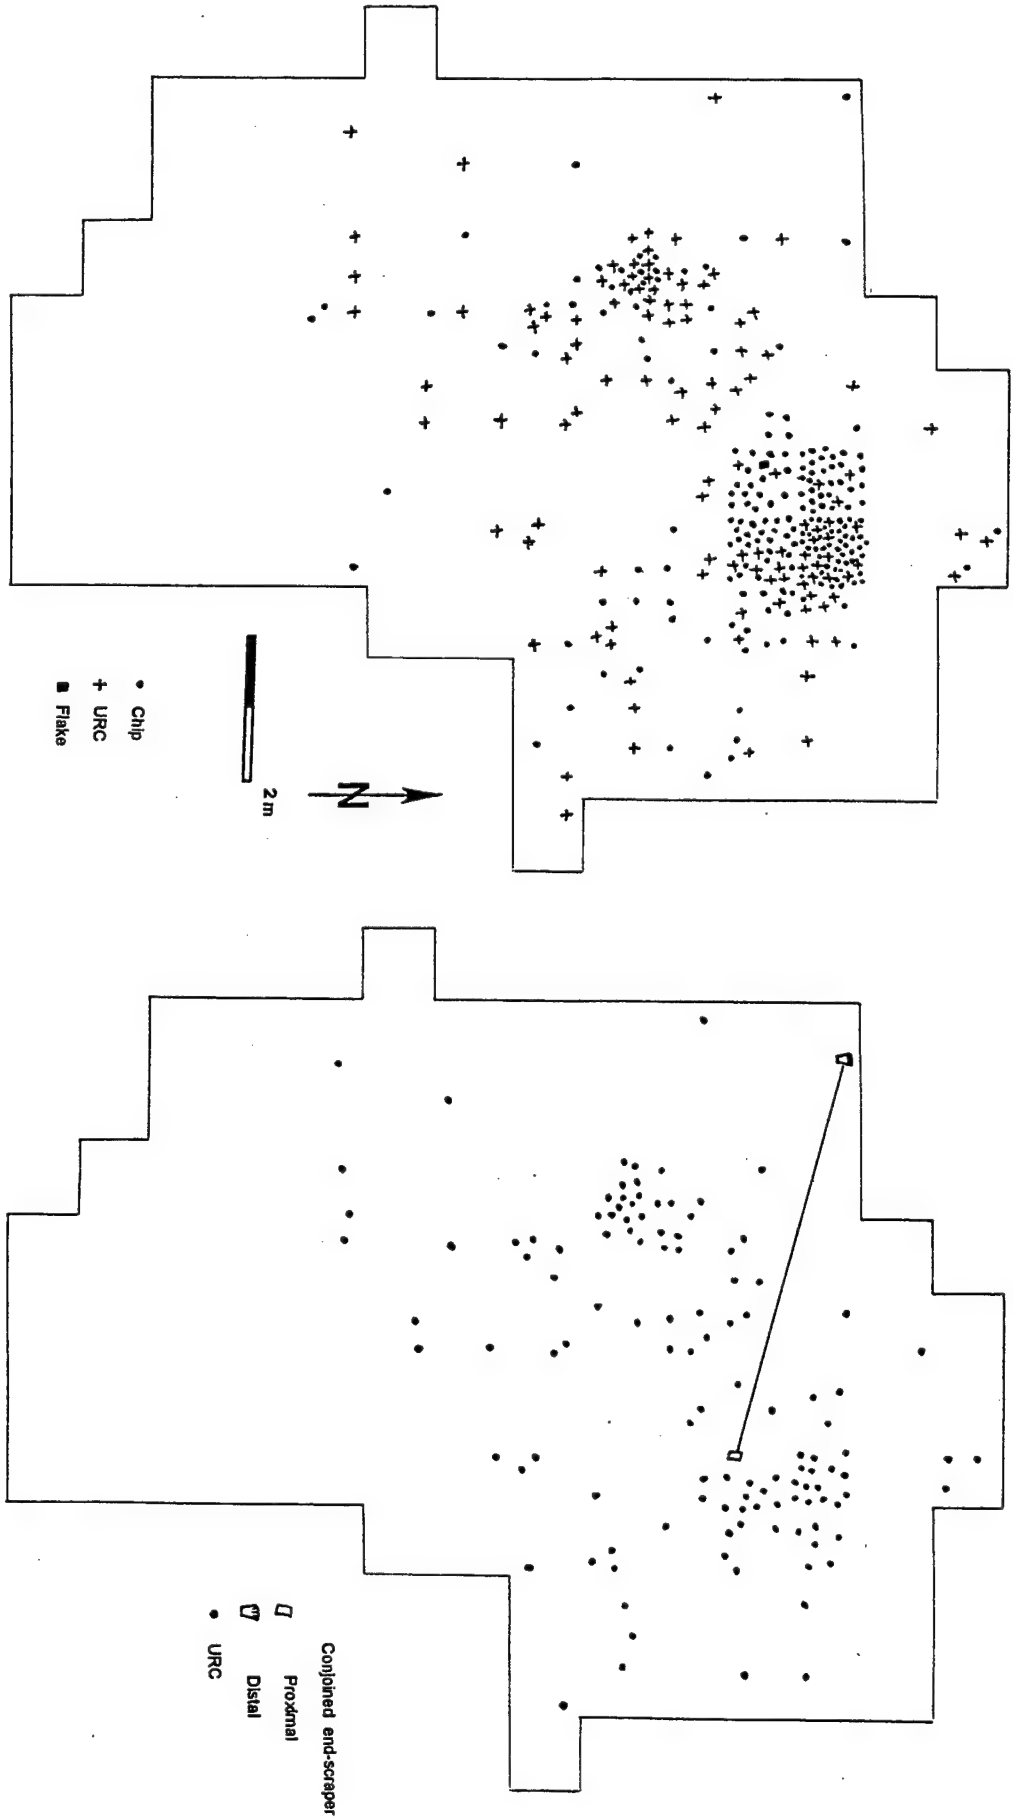 Chip
URC
Flake
2 m
N
Conjoined end-scraper
Proximal
Distal
URC